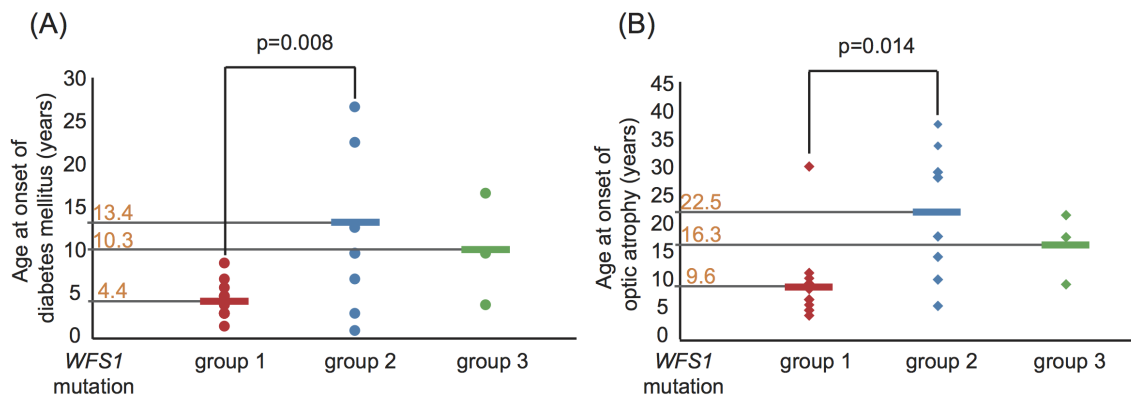 (A)
p=0.008
Age at onset of
diabetes mellitus (years)
30
25
20
15
10
5
0
13.4
10.3
4.4
WFS1
mutation
group 1
group 2
group 3
(B)
p=0.014
Age at onset of
optic atrophy (years)
45
40
35
30
25
20
15
10
5
0
22.5
16.3
9.6
WFS1
mutation
group 1
group 2
group 3